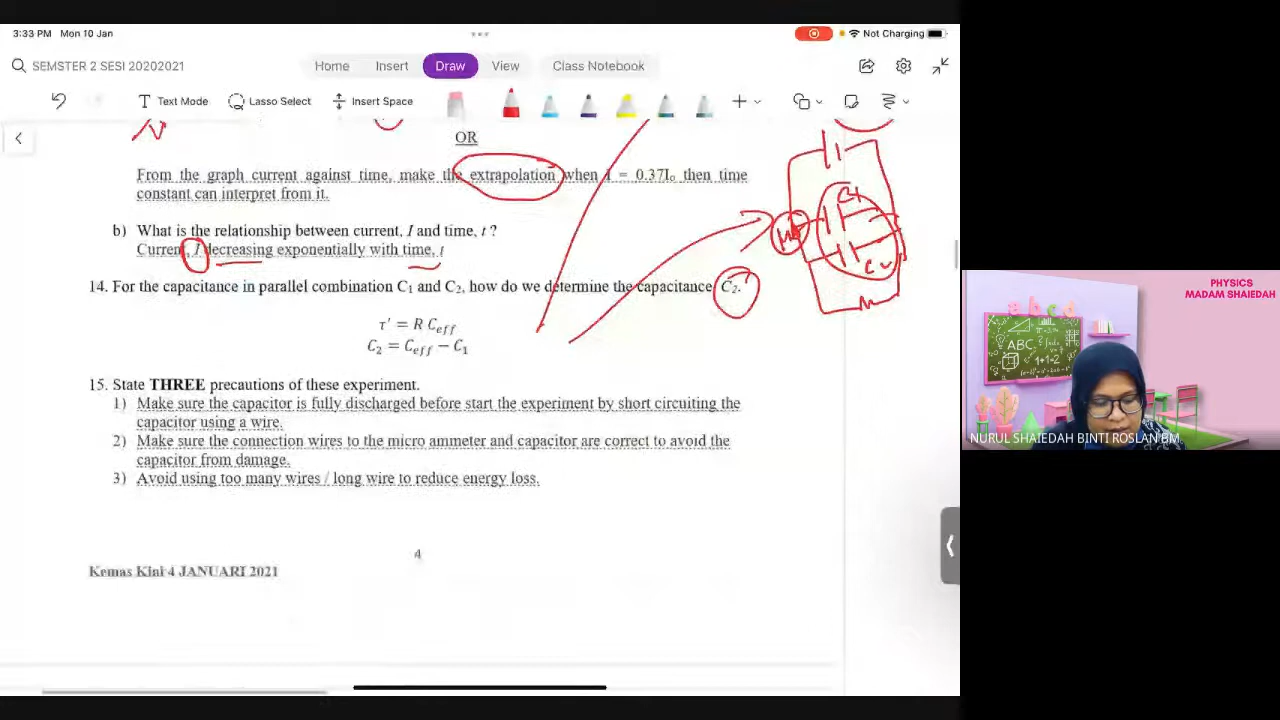 3:33 PM Mon 10 Jan
Not Charging
SEMSTER 2 SESI 20202021
Home Insert Draw View Class Notebook
Text Mode Lasso Select Insert Space
OR
From the graph current against time, make the extrapolation when I = 0.37I₀ then time
constant can interpret from it.
b) What is the relationship between current, I and time, t ?
Current, I decreasing exponentially with time, t
14. For the capacitance in parallel combination C₁ and C₂, how do we determine the capacitance C₂.
τ' = R Ceff
C₂ = Ceff − C₁
15. State THREE precautions of these experiment.
1) Make sure the capacitor is fully discharged before start the experiment by short circuiting the
capacitor using a wire.
2) Make sure the connection wires to the micro ammeter and capacitor are correct to avoid the
capacitor from damage.
3) Avoid using too many wires / long wire to reduce energy loss.
4
Kemas Kini 4 JANUARI 2021
C1
PHYSICS
MADAM SHAIEDAH
a b c d
ABC
1+1=2
NURUL SHAIEDAH BINTI ROSLAN BM